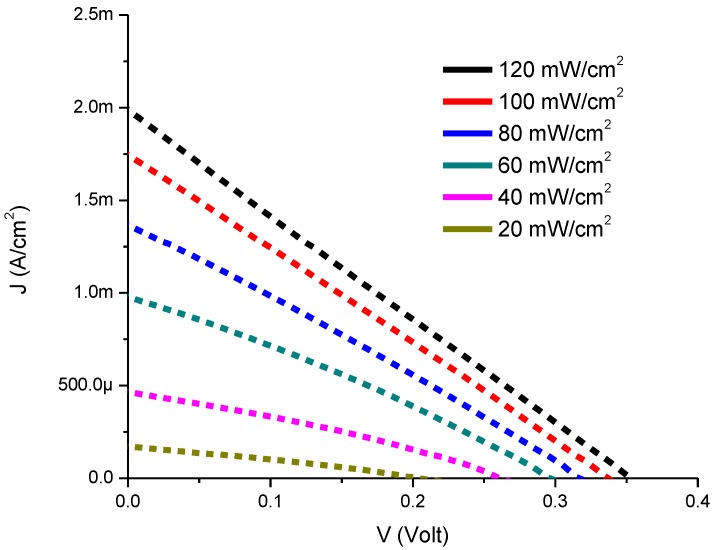 2.5m
2.0m
1.5m
1.0m
500.0µ
0.0
J (A/cm²)
120 mW/cm²
100 mW/cm²
80 mW/cm²
60 mW/cm²
40 mW/cm²
20 mW/cm²
0.0 0.1 0.2 0.3 0.4
V (Volt)